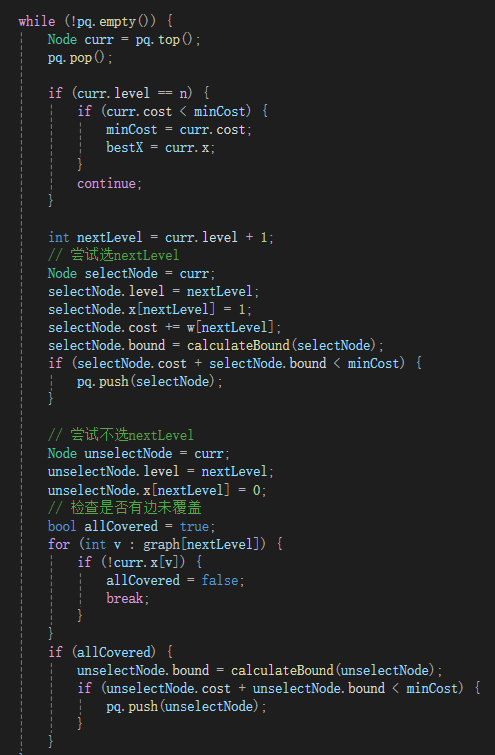 while (!pq.empty()) {
    Node curr = pq.top();
    pq.pop();

    if (curr.level == n) {
        if (curr.cost < minCost) {
            minCost = curr.cost;
            bestX = curr.x;
        }
        continue;
    }

    int nextLevel = curr.level + 1;
    // 尝试选nextLevel
    Node selectNode = curr;
    selectNode.level = nextLevel;
    selectNode.x[nextLevel] = 1;
    selectNode.cost += w[nextLevel];
    selectNode.bound = calculateBound(selectNode);
    if (selectNode.cost + selectNode.bound < minCost) {
        pq.push(selectNode);
    }

    // 尝试不选nextLevel
    Node unselectNode = curr;
    unselectNode.level = nextLevel;
    unselectNode.x[nextLevel] = 0;
    // 检查是否有边未覆盖
    bool allCovered = true;
    for (int v : graph[nextLevel]) {
        if (!curr.x[v]) {
            allCovered = false;
            break;
        }
    }
    if (allCovered) {
        unselectNode.bound = calculateBound(unselectNode);
        if (unselectNode.cost + unselectNode.bound < minCost) {
            pq.push(unselectNode);
        }
    }